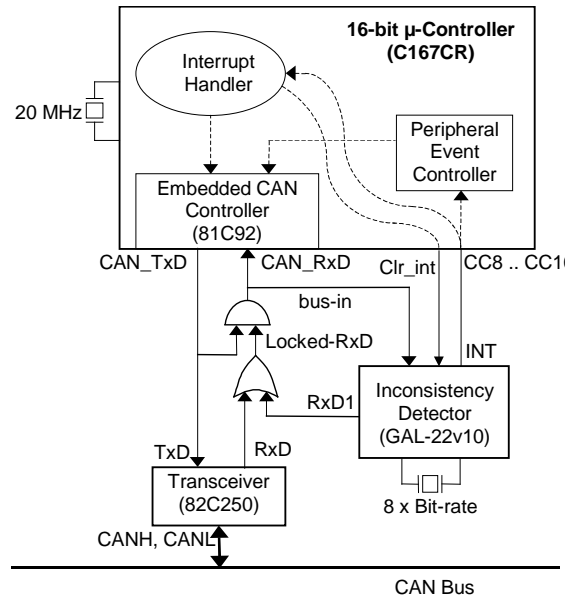 16-bit µ-Controller
(C167CR)
Interrupt
Handler
20 MHz
Peripheral
Event
Controller
Embedded CAN
Controller
(81C92)
CAN_TxD
CAN_RxD
Clr_int
CC8 .. CC16
bus-in
Locked-RxD
INT
Inconsistency
Detector
(GAL-22v10)
RxD1
TxD
RxD
Transceiver
(82C250)
8 x Bit-rate
CANH, CANL
CAN Bus